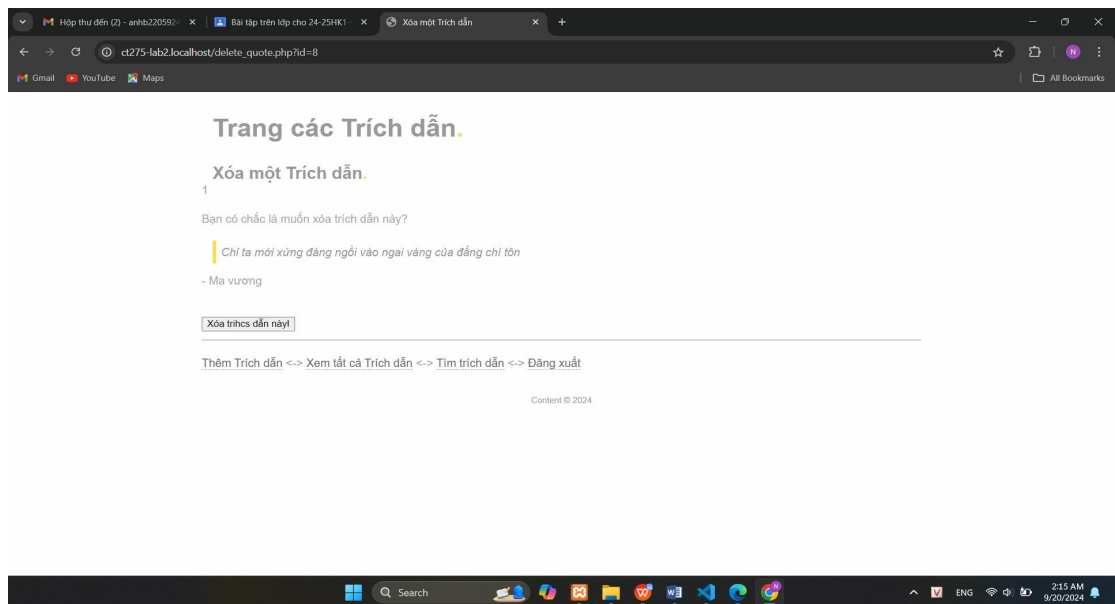 Hộp thư đến (2) - anhb220592
Bài tập trên lớp cho 24-25HK1-
Xóa một Trích dẫn
ct275-lab2.localhost/delete_quote.php?id=8
Gmail YouTube Maps All Bookmarks
Trang các Trích dẫn.
Xóa một Trích dẫn.
1
Bạn có chắc là muốn xóa trích dẫn này?
Chỉ ta mới xứng đáng ngồi vào ngai vàng của đấng chí tôn
- Ma vương
Xóa trihcs dẫn này!
Thêm Trích dẫn <-> Xem tất cả Trích dẫn <-> Tìm trích dẫn <-> Đăng xuất
Content © 2024
Search
ENG
2:15 AM
9/20/2024